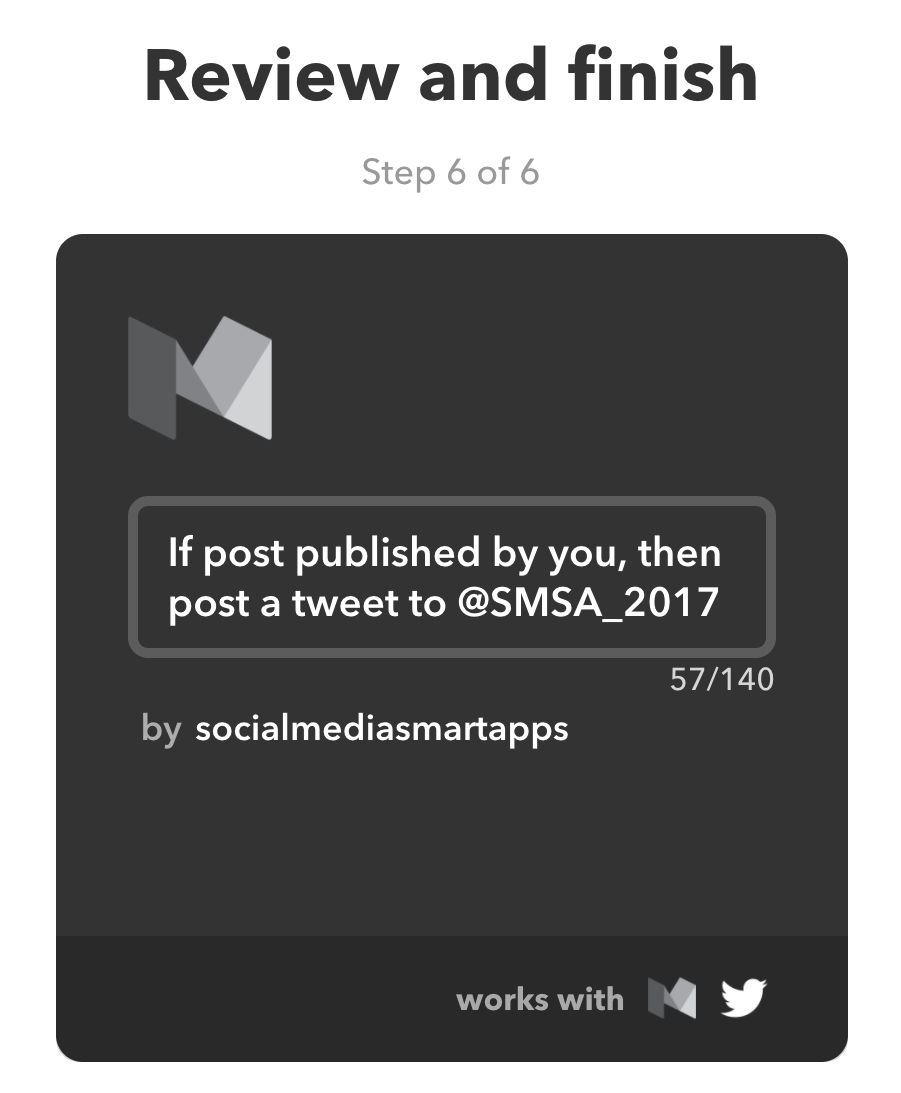 Review and finish
Step 6 of 6
If post published by you, then
post a tweet to @SMSA_2017
57/140
by socialmediasmartapps
works with